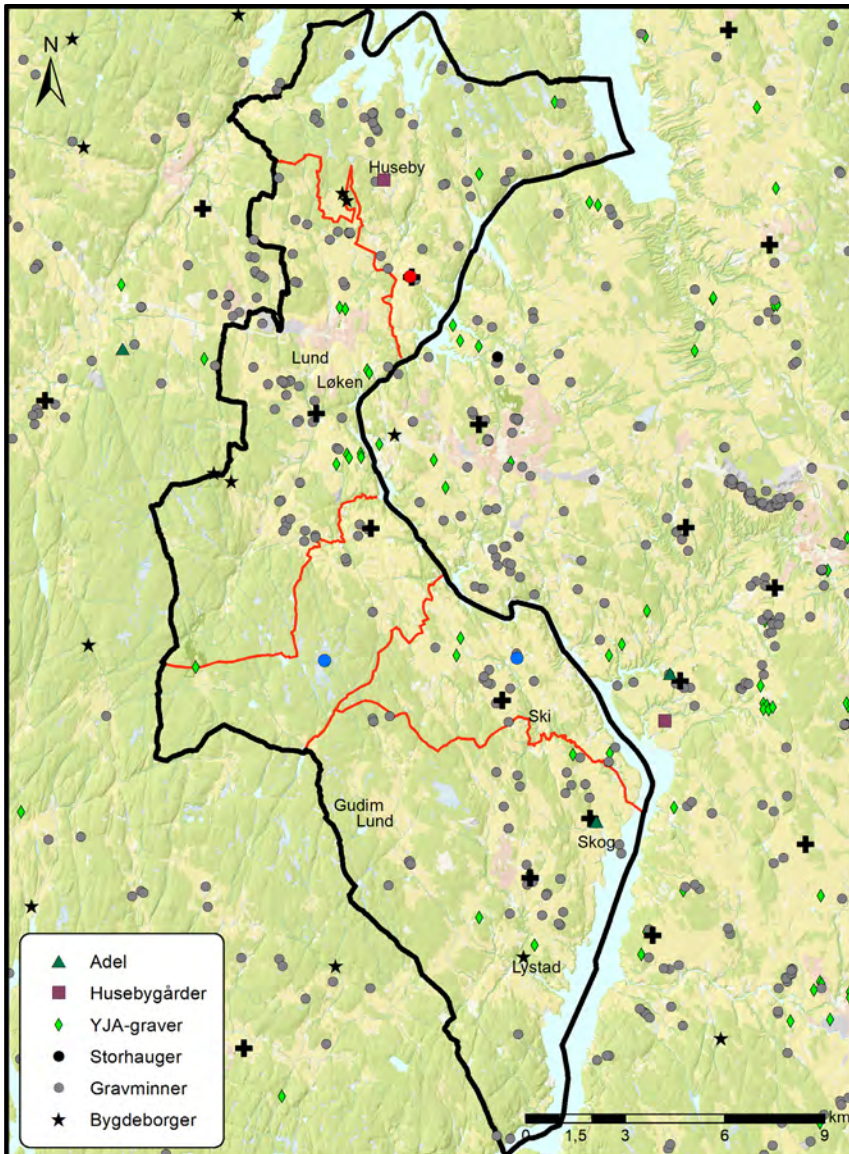 N
Huseby
Lund
Løken
Ski
Gudim
Lund
Skog
Lystad
Adel
Husebygårder
YJA-graver
Storhauger
Gravminner
Bygdeborger
km
0 1,5 3 6 9